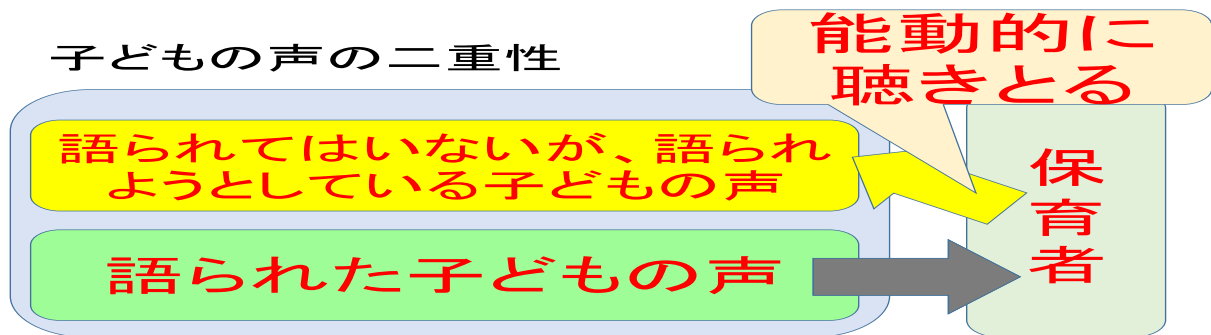 子どもの声の二重性
能動的に
聴きとる
語られてはいないが、語られ
ようとしている子どもの声
語られた子どもの声
保
育
者